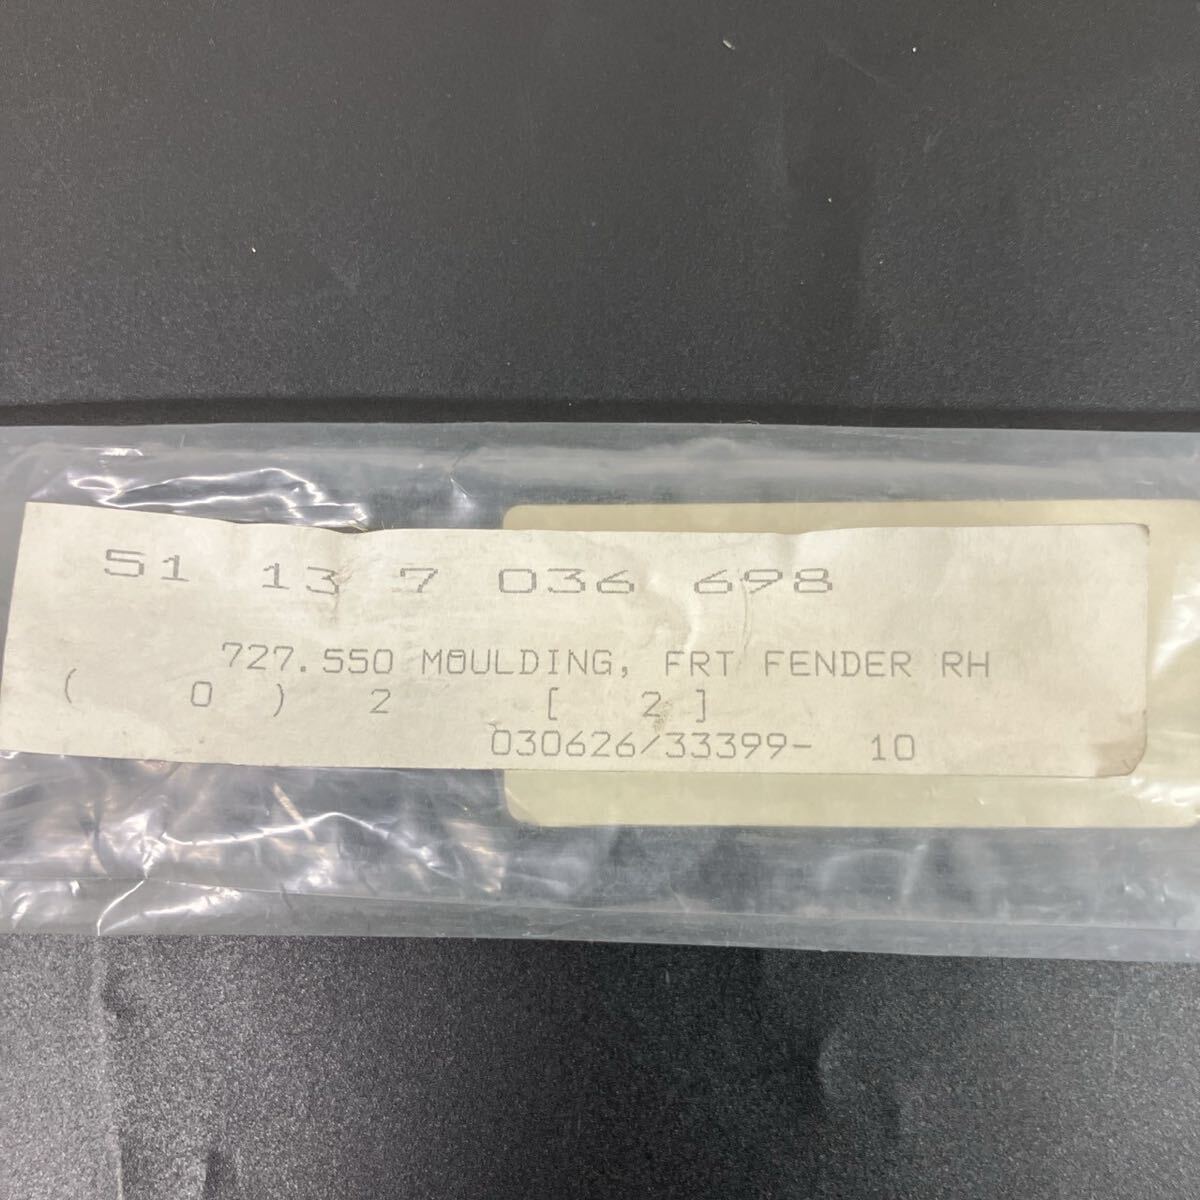 51 13 7 036 698
727.550 MOULDING, FRT FENDER RH
( 0 ) 2 [ 2 ]
030626/33399- 10